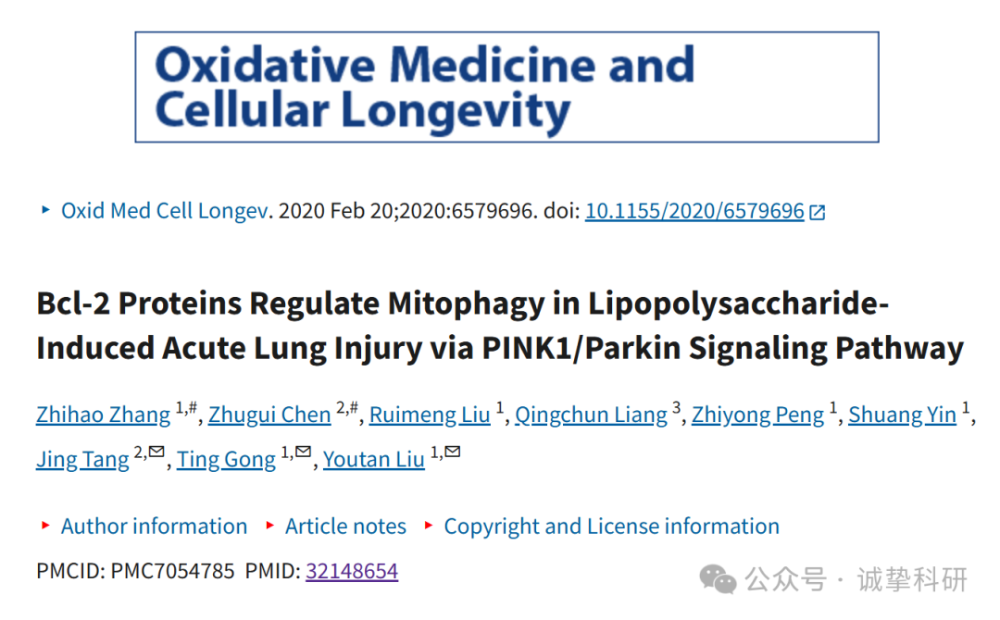 Oxidative Medicine and
Cellular Longevity
Oxid Med Cell Longev. 2020 Feb 20;2020:6579696. doi: 10.1155/2020/6579696
Bcl-2 Proteins Regulate Mitophagy in Lipopolysaccharide-
Induced Acute Lung Injury via PINK1/Parkin Signaling Pathway
Zhihao Zhang 1,#, Zhugui Chen 2,#, Ruimeng Liu 1, Qingchun Liang 3, Zhiyong Peng 1, Shuang Yin 1,
Jing Tang 2,✉, Ting Gong 1,✉, Youtan Liu 1,✉
Author information Article notes Copyright and License information
PMCID: PMC7054785 PMID: 32148654
公众号 · 诚挚科研